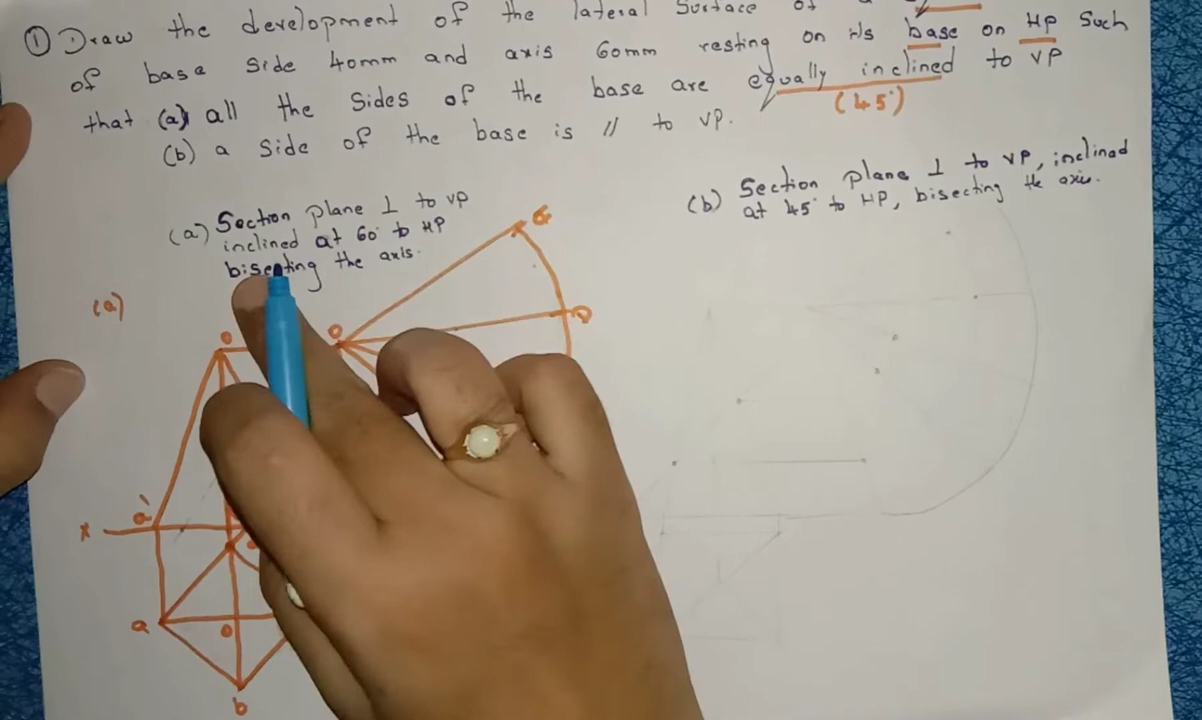 ① Draw the development of the lateral Surface of a
of base side 40mm and axis 60mm resting on its base on HP Such
that (a) all the Sides of the base are equally inclined to VP
(45°)
(b) a Side of the base is // to VP.
(a) Section plane ⊥ to VP
inclined at 60° to HP
bisecting the axis.
(b) Section plane ⊥ to VP, inclined
at 45° to HP, bisecting the axis.
(a)
o'
O
D
x
a'
a
o
b